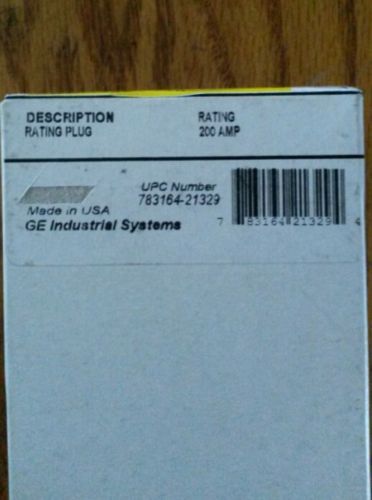 DESCRIPTION RATING
RATING PLUG 200 AMP
UPC Number
783164-21329
Made in USA
GE Industrial Systems
7 83164 21329 4